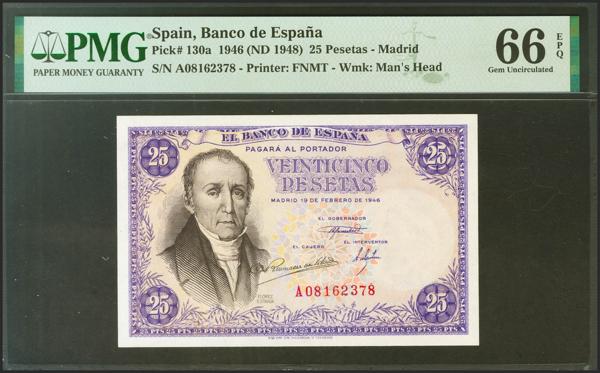 PMG
PAPER MONEY GUARANTY
Spain, Banco de España
Pick# 130a 1946 (ND 1948) 25 Pesetas - Madrid
S/N A08162378 - Printer: FNMT - Wmk: Man's Head
66 EPQ
Gem Uncirculated
EL BANCO DE ESPAÑA
PAGARÁ AL PORTADOR
25
25
VEINTICINCO
PESETAS
MADRID 19 DE FEBRERO DE 1946
EL GOBERNADOR
EL CAJERO
EL INTERVENTOR
A08162378
FLOREZ
ESTRADA
25
25